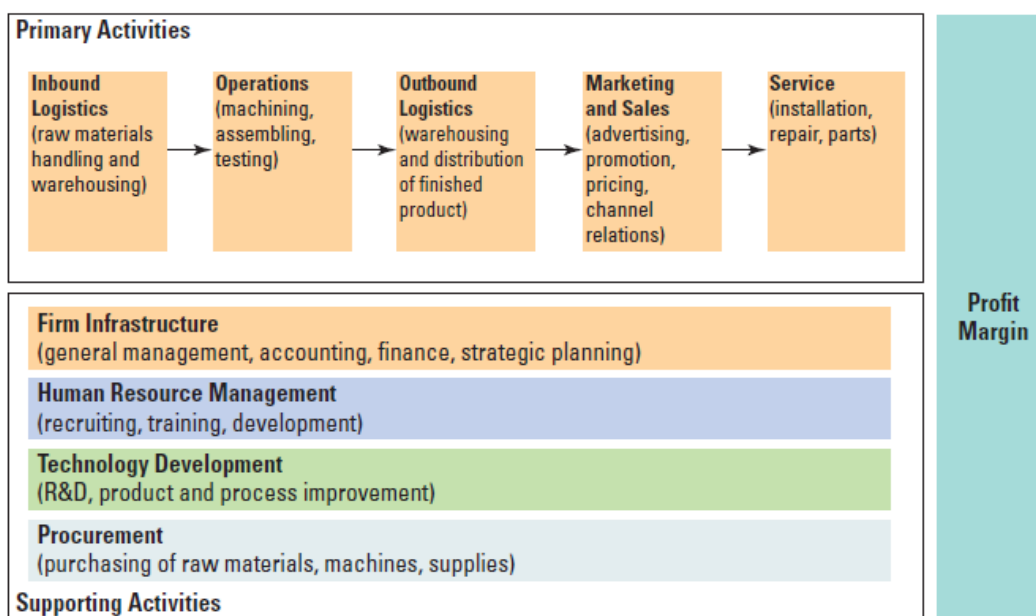 Primary Activities
Inbound
Logistics
(raw materials
handling and
warehousing)
Operations
(machining,
assembling,
testing)
Outbound
Logistics
(warehousing
and distribution
of finished
product)
Marketing
and Sales
(advertising,
promotion,
pricing,
channel
relations)
Service
(installation,
repair, parts)
Firm Infrastructure
(general management, accounting, finance, strategic planning)
Human Resource Management
(recruiting, training, development)
Technology Development
(R&D, product and process improvement)
Procurement
(purchasing of raw materials, machines, supplies)
Supporting Activities
Profit
Margin